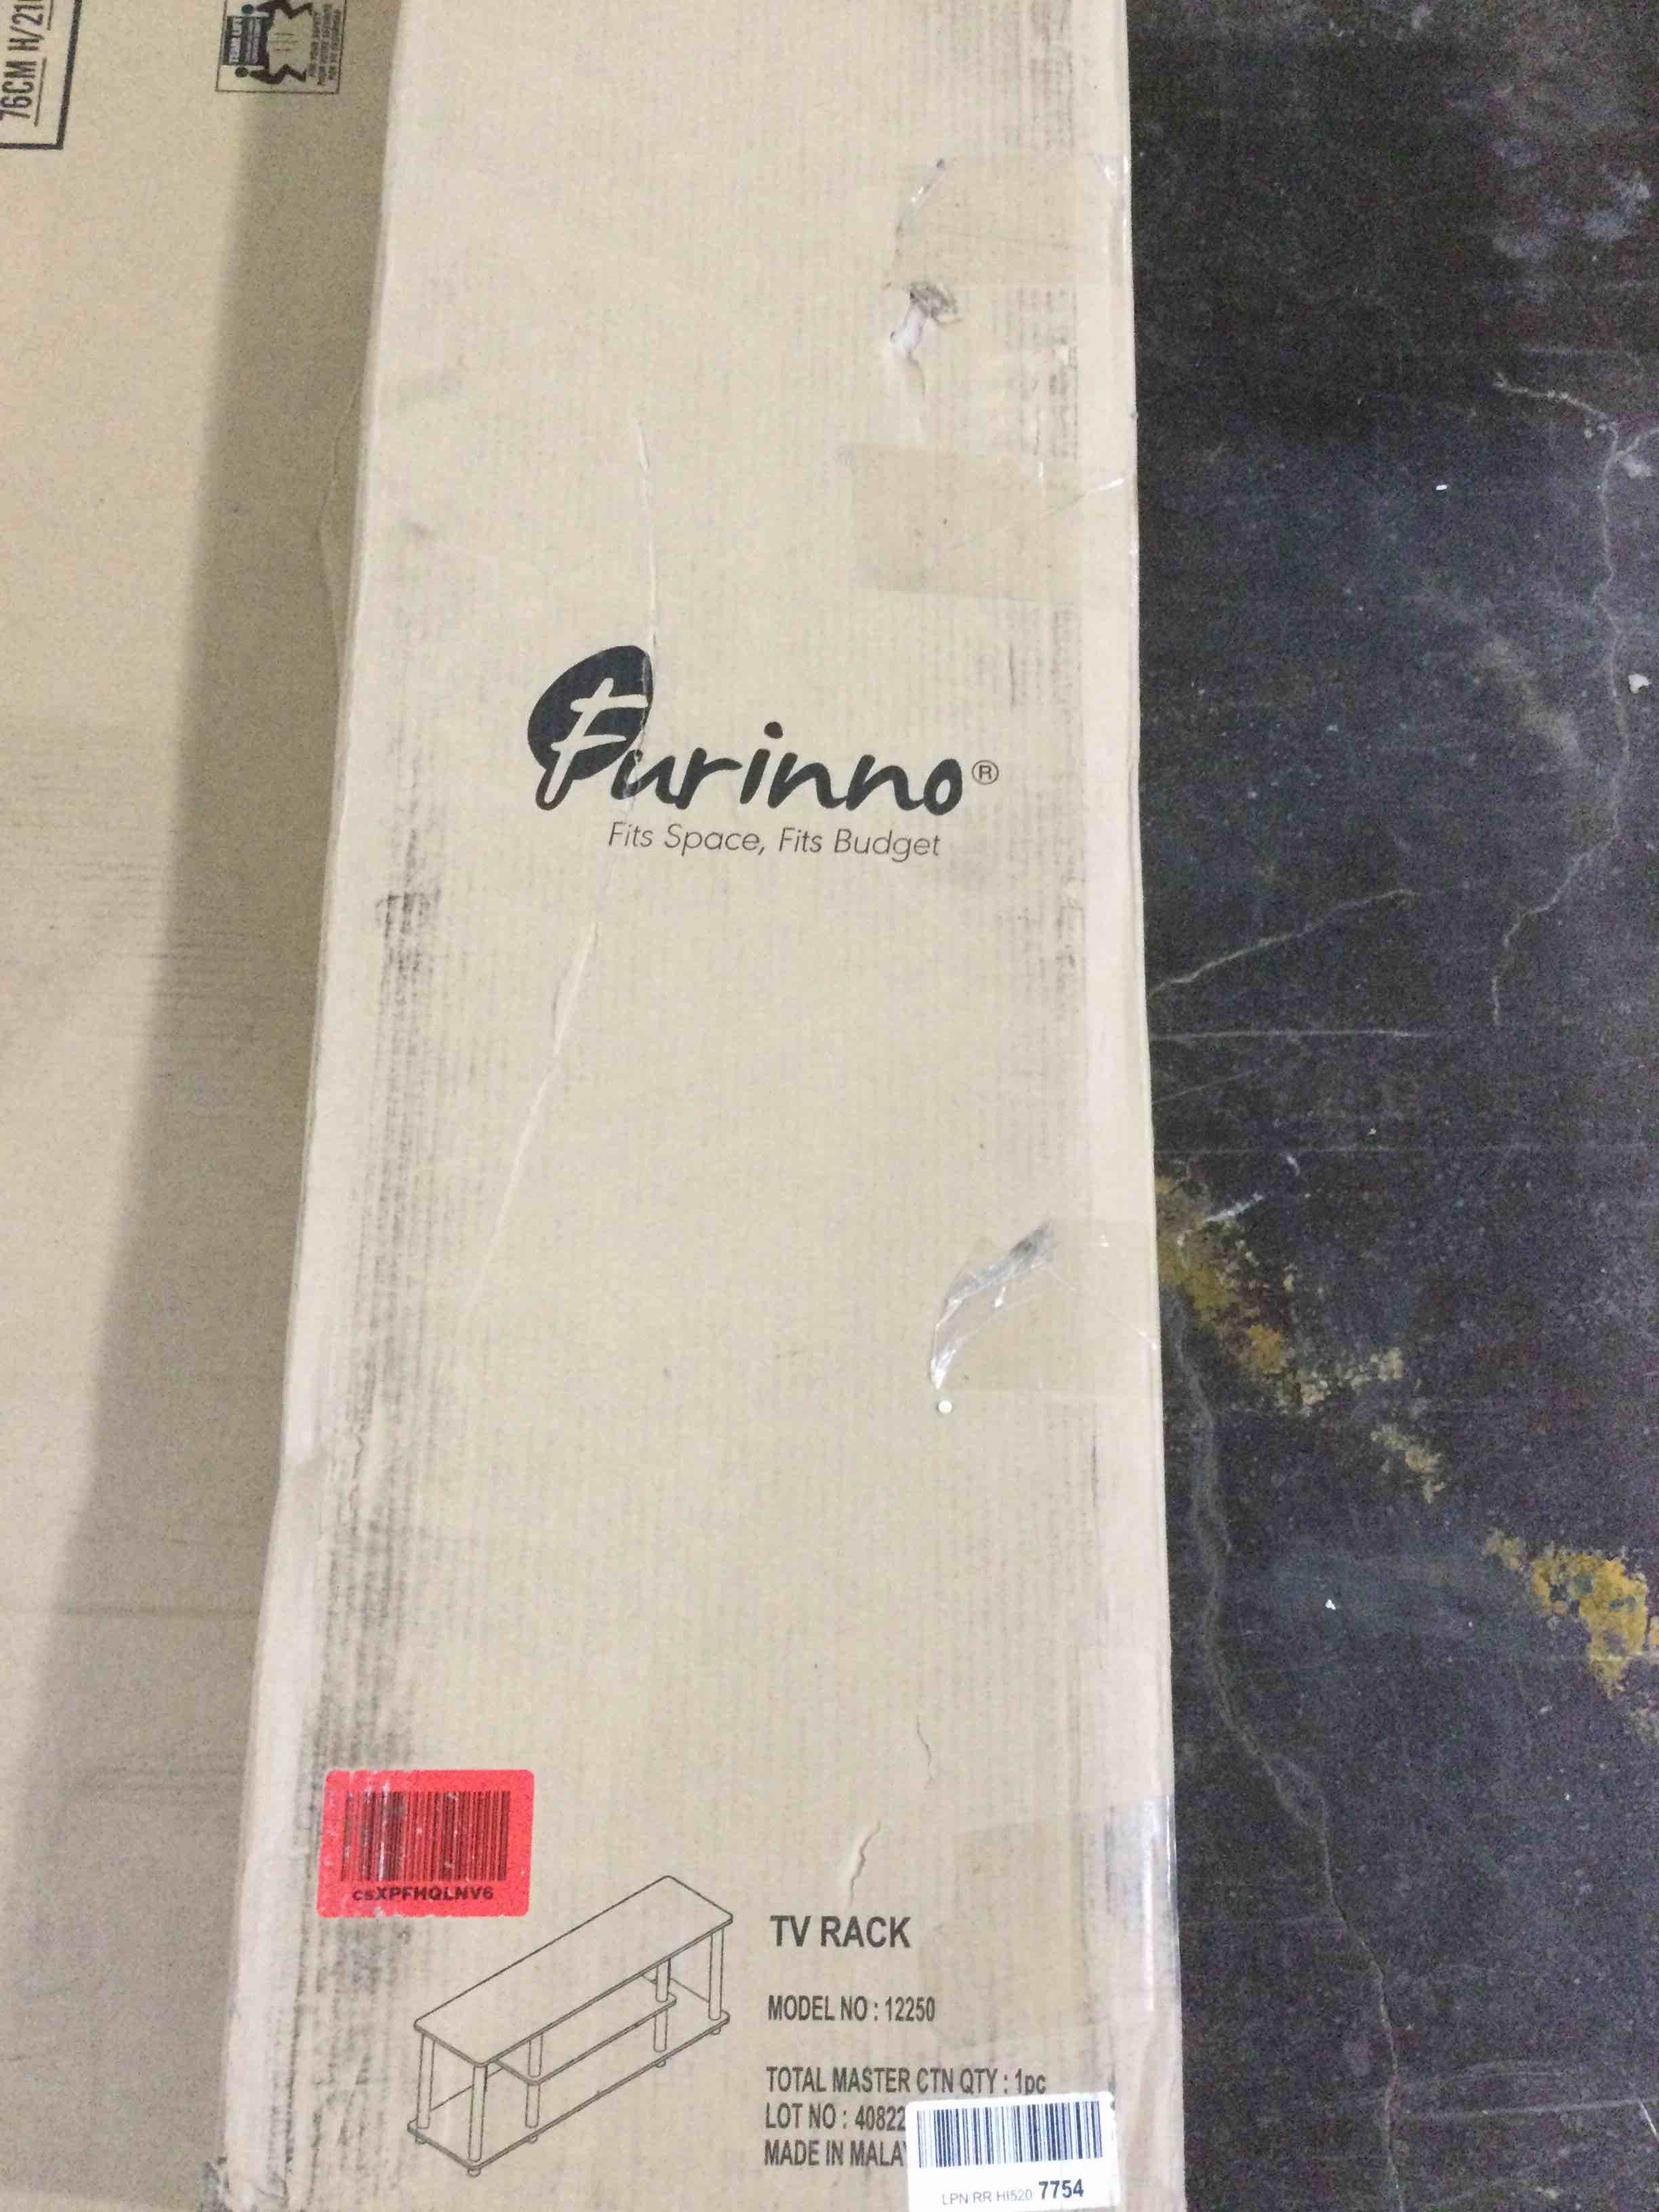 76CM H/21
Furinno®
Fits Space, Fits Budget
csXPFHQLNV6
TV RACK
MODEL NO : 12250
TOTAL MASTER CTN QTY : 1pc
LOT NO : 40822
MADE IN MALA
LPN RR HI520 7754